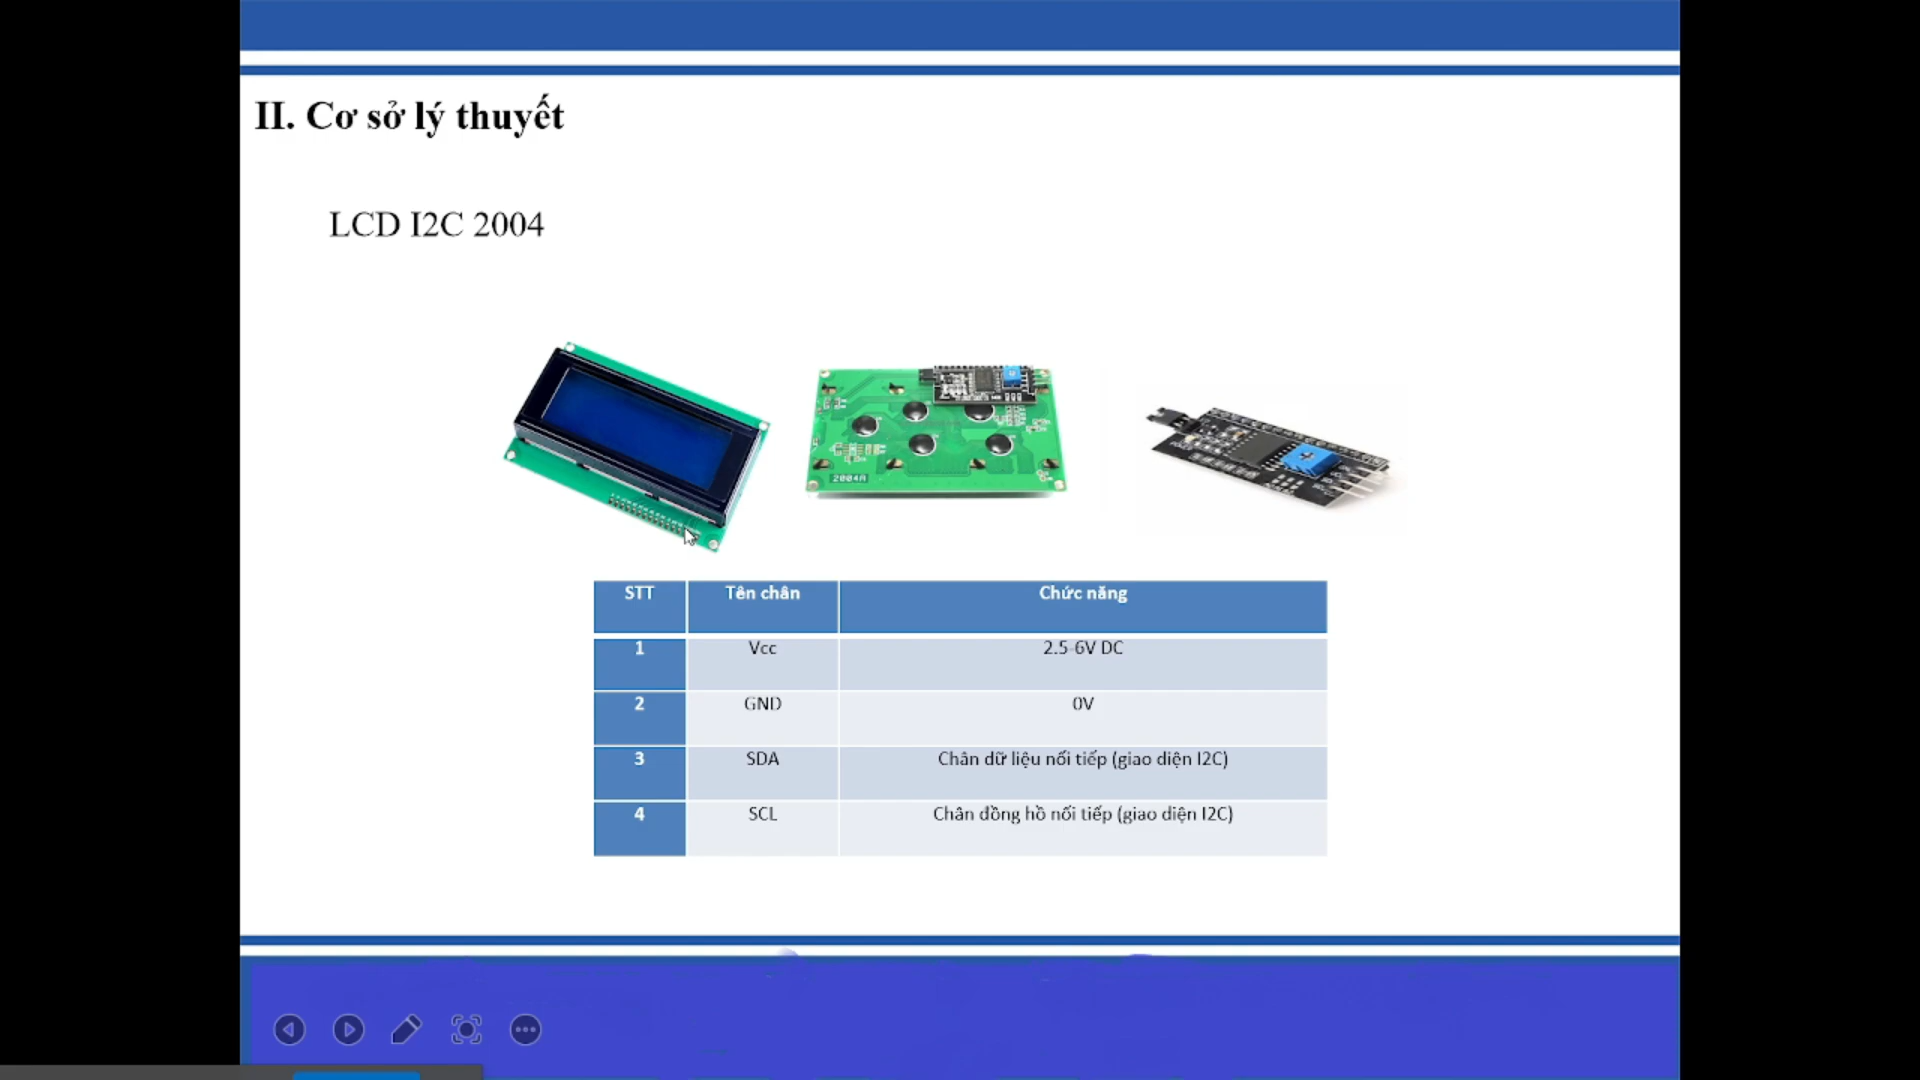 II. Cơ sở lý thuyết
LCD I2C 2004
2004A
STT Tên chân Chức năng
1 Vcc 2.5-6V DC
2 GND 0V
3 SDA Chân dữ liệu nối tiếp (giao diện I2C)
4 SCL Chân đồng hồ nối tiếp (giao diện I2C)